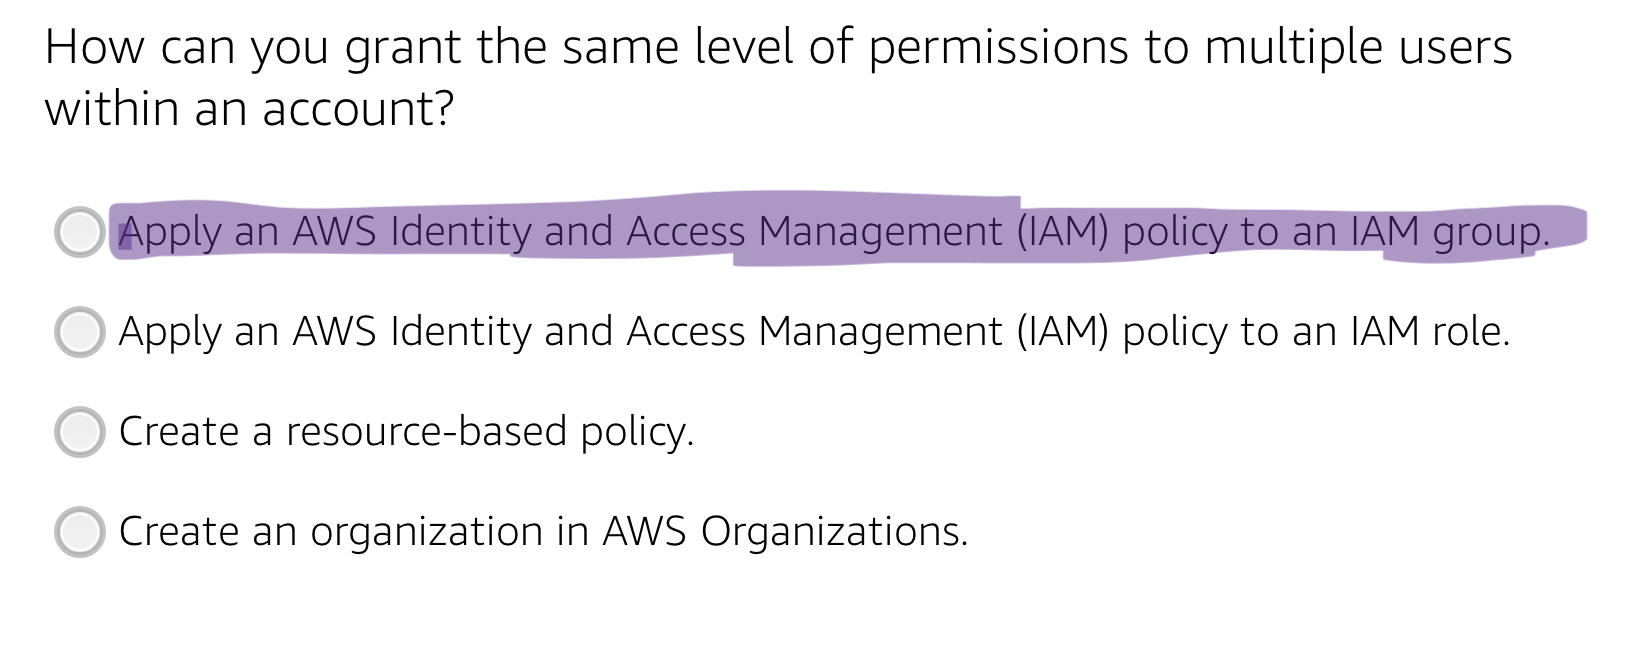 How can you grant the same level of permissions to multiple users
within an account?
Apply an AWS Identity and Access Management (IAM) policy to an IAM group.
Apply an AWS Identity and Access Management (IAM) policy to an IAM role.
Create a resource-based policy.
Create an organization in AWS Organizations.